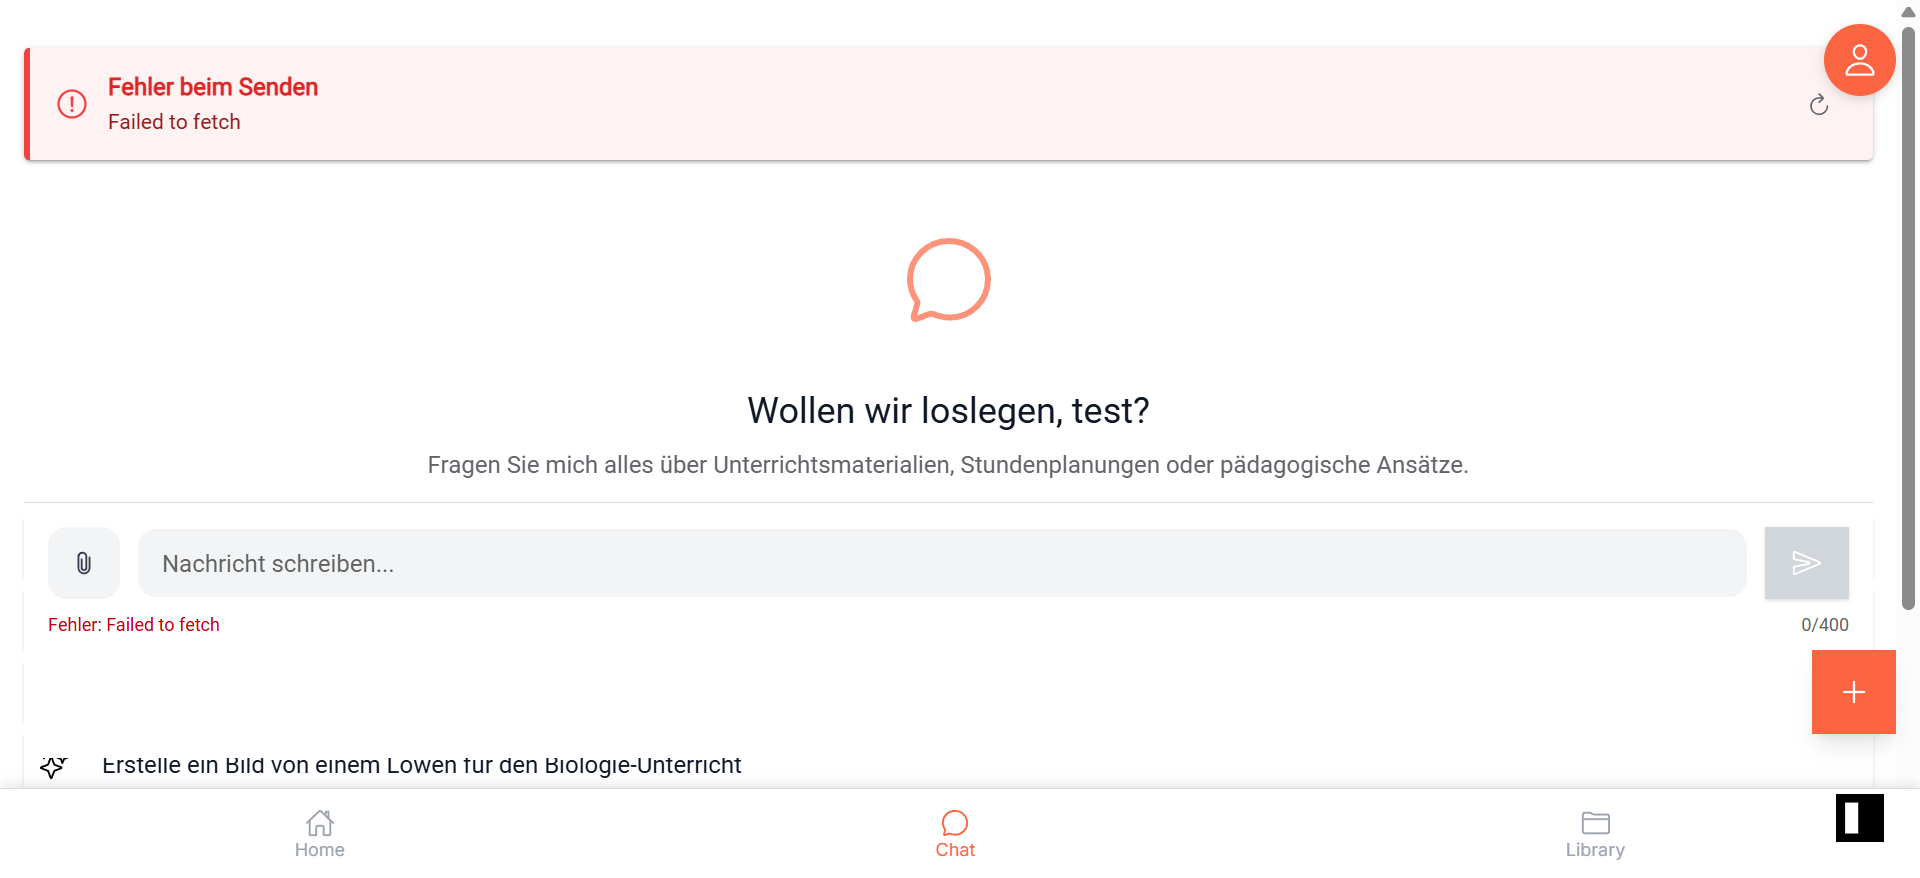 Fehler beim Senden
Failed to fetch
Wollen wir loslegen, test?
Fragen Sie mich alles über Unterrichtsmaterialien, Stundenplanungen oder pädagogische Ansätze.
Nachricht schreiben...
Fehler: Failed to fetch
0/400
Erstelle ein Bild von einem Löwen für den Biologie-Unterricht
Home
Chat
Library